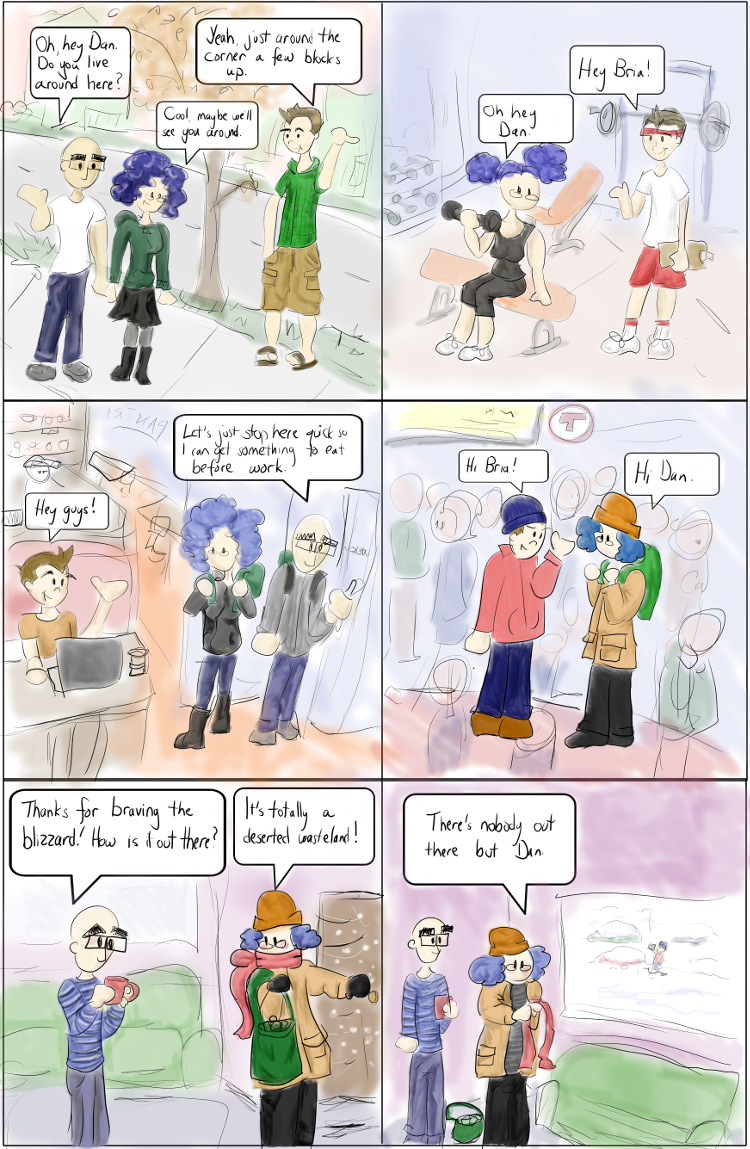 Oh, hey Dan.
Do you live
around here?
Yeah, just around the
corner a few blocks
up.
Cool, maybe we'll
see you around.
Hey Bria!
Oh hey
Dan.
Let's just stop here quick so
I can get something to eat
before work.
Hey guys!
T
Hi Bria!
Hi Dan.
Thanks for braving the
blizzard! How is it out there?
It's totally a
deserted wasteland!
There's nobody out
there but Dan.